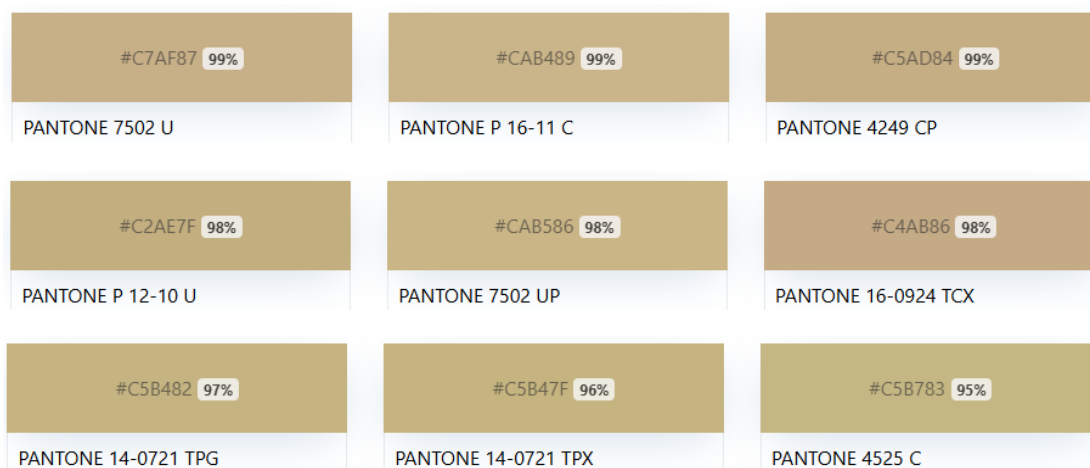 #C7AF87 99% #CAB489 99% #C5AD84 99%
PANTONE 7502 U PANTONE P 16-11 C PANTONE 4249 CP
#C2AE7F 98% #CAB586 98% #C4AB86 98%
PANTONE P 12-10 U PANTONE 7502 UP PANTONE 16-0924 TCX
#C5B482 97% #C5B47F 96% #C5B783 95%
PANTONE 14-0721 TPG PANTONE 14-0721 TPX PANTONE 4525 C